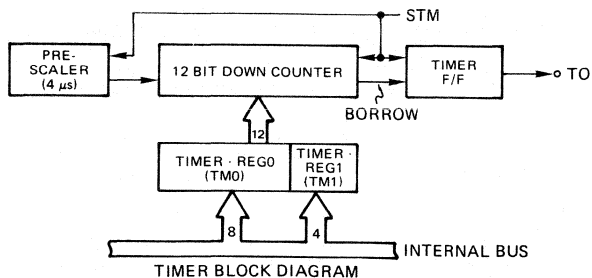 STM
PRE-
SCALER
(4 µs)
12 BIT DOWN COUNTER
TIMER
F/F
TO
BORROW
12
TIMER · REG0
(TM0)
TIMER ·
REG1
(TM1)
8
4
INTERNAL BUS
TIMER BLOCK DIAGRAM